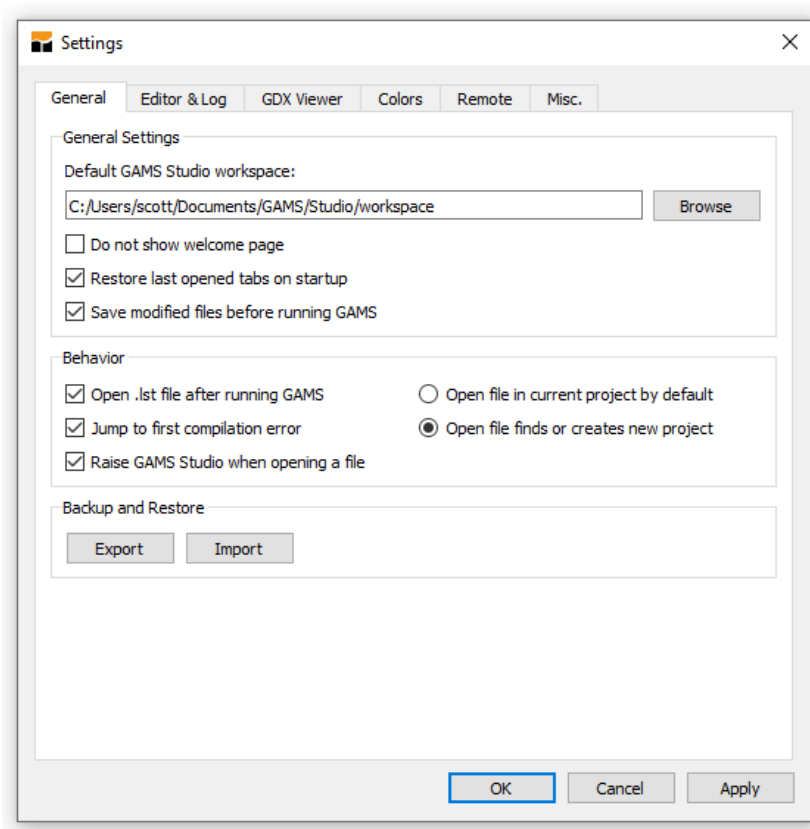 Settings
General Editor & Log GDX Viewer Colors Remote Misc.
General Settings
Default GAMS Studio workspace:
C:/Users/scott/Documents/GAMS/Studio/workspace Browse
Do not show welcome page
Restore last opened tabs on startup
Save modified files before running GAMS
Behavior
Open .lst file after running GAMS Open file in current project by default
Jump to first compilation error Open file finds or creates new project
Raise GAMS Studio when opening a file
Backup and Restore
Export Import
OK Cancel Apply